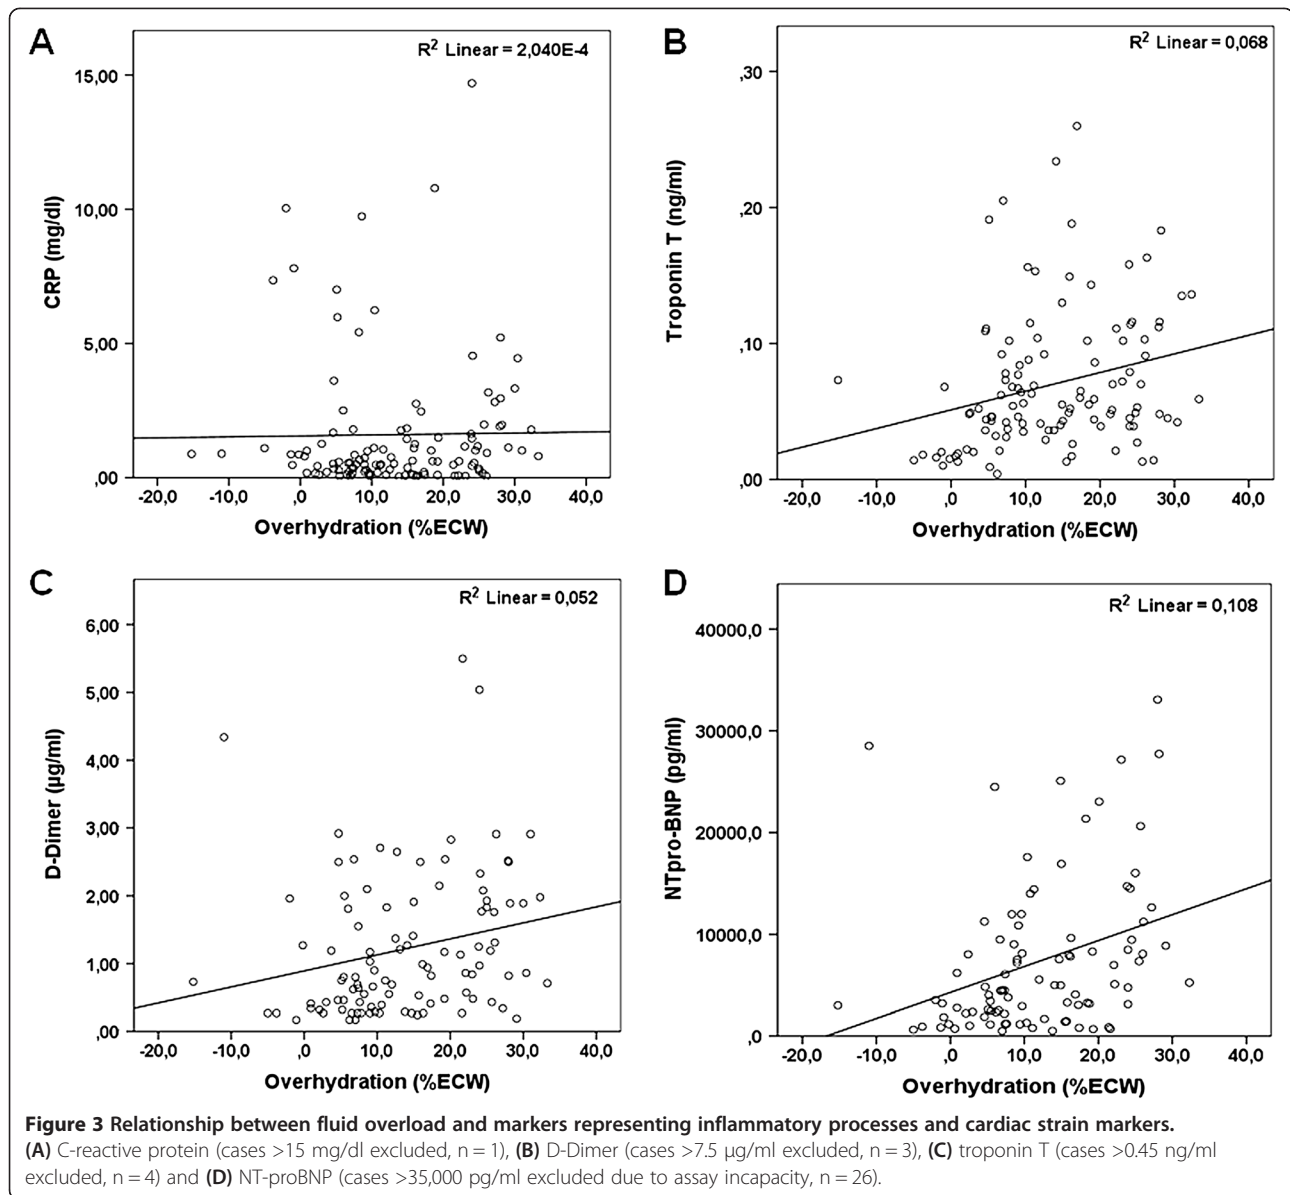 A
R² Linear = 2,040E-4
15,00
10,00
5,00
,00
CRP (mg/dl)
-20,0 -10,0 ,0 10,0 20,0 30,0 40,0
Overhydration (%ECW)
B
R² Linear = 0,068
,30
,20
,10
,00
Troponin T (ng/ml)
-20,0 -10,0 ,0 10,0 20,0 30,0 40,0
Overhydration (%ECW)
C
R² Linear = 0,052
6,00
5,00
4,00
3,00
2,00
1,00
,00
D-Dimer (µg/ml)
-20,0 -10,0 ,0 10,0 20,0 30,0 40,0
Overhydration (%ECW)
D
R² Linear = 0,108
40000,0
30000,0
20000,0
10000,0
,0
NTpro-BNP (pg/ml)
-20,0 -10,0 ,0 10,0 20,0 30,0 40,0
Overhydration (%ECW)
Figure 3 Relationship between fluid overload and markers representing inflammatory processes and cardiac strain markers.
(A) C-reactive protein (cases >15 mg/dl excluded, n = 1), (B) D-Dimer (cases >7.5 µg/ml excluded, n = 3), (C) troponin T (cases >0.45 ng/ml
excluded, n = 4) and (D) NT-proBNP (cases >35,000 pg/ml excluded due to assay incapacity, n = 26).